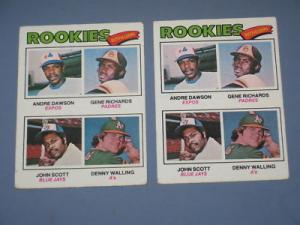 ROOKIES
ANDRE DAWSON GENE RICHARDS
EXPOS PADRES
JOHN SCOTT DENNY WALLING
BLUE JAYS A's
ROOKIES
ANDRE DAWSON GENE RICHARDS
EXPOS PADRES
JOHN SCOTT DENNY WALLING
BLUE JAYS A's